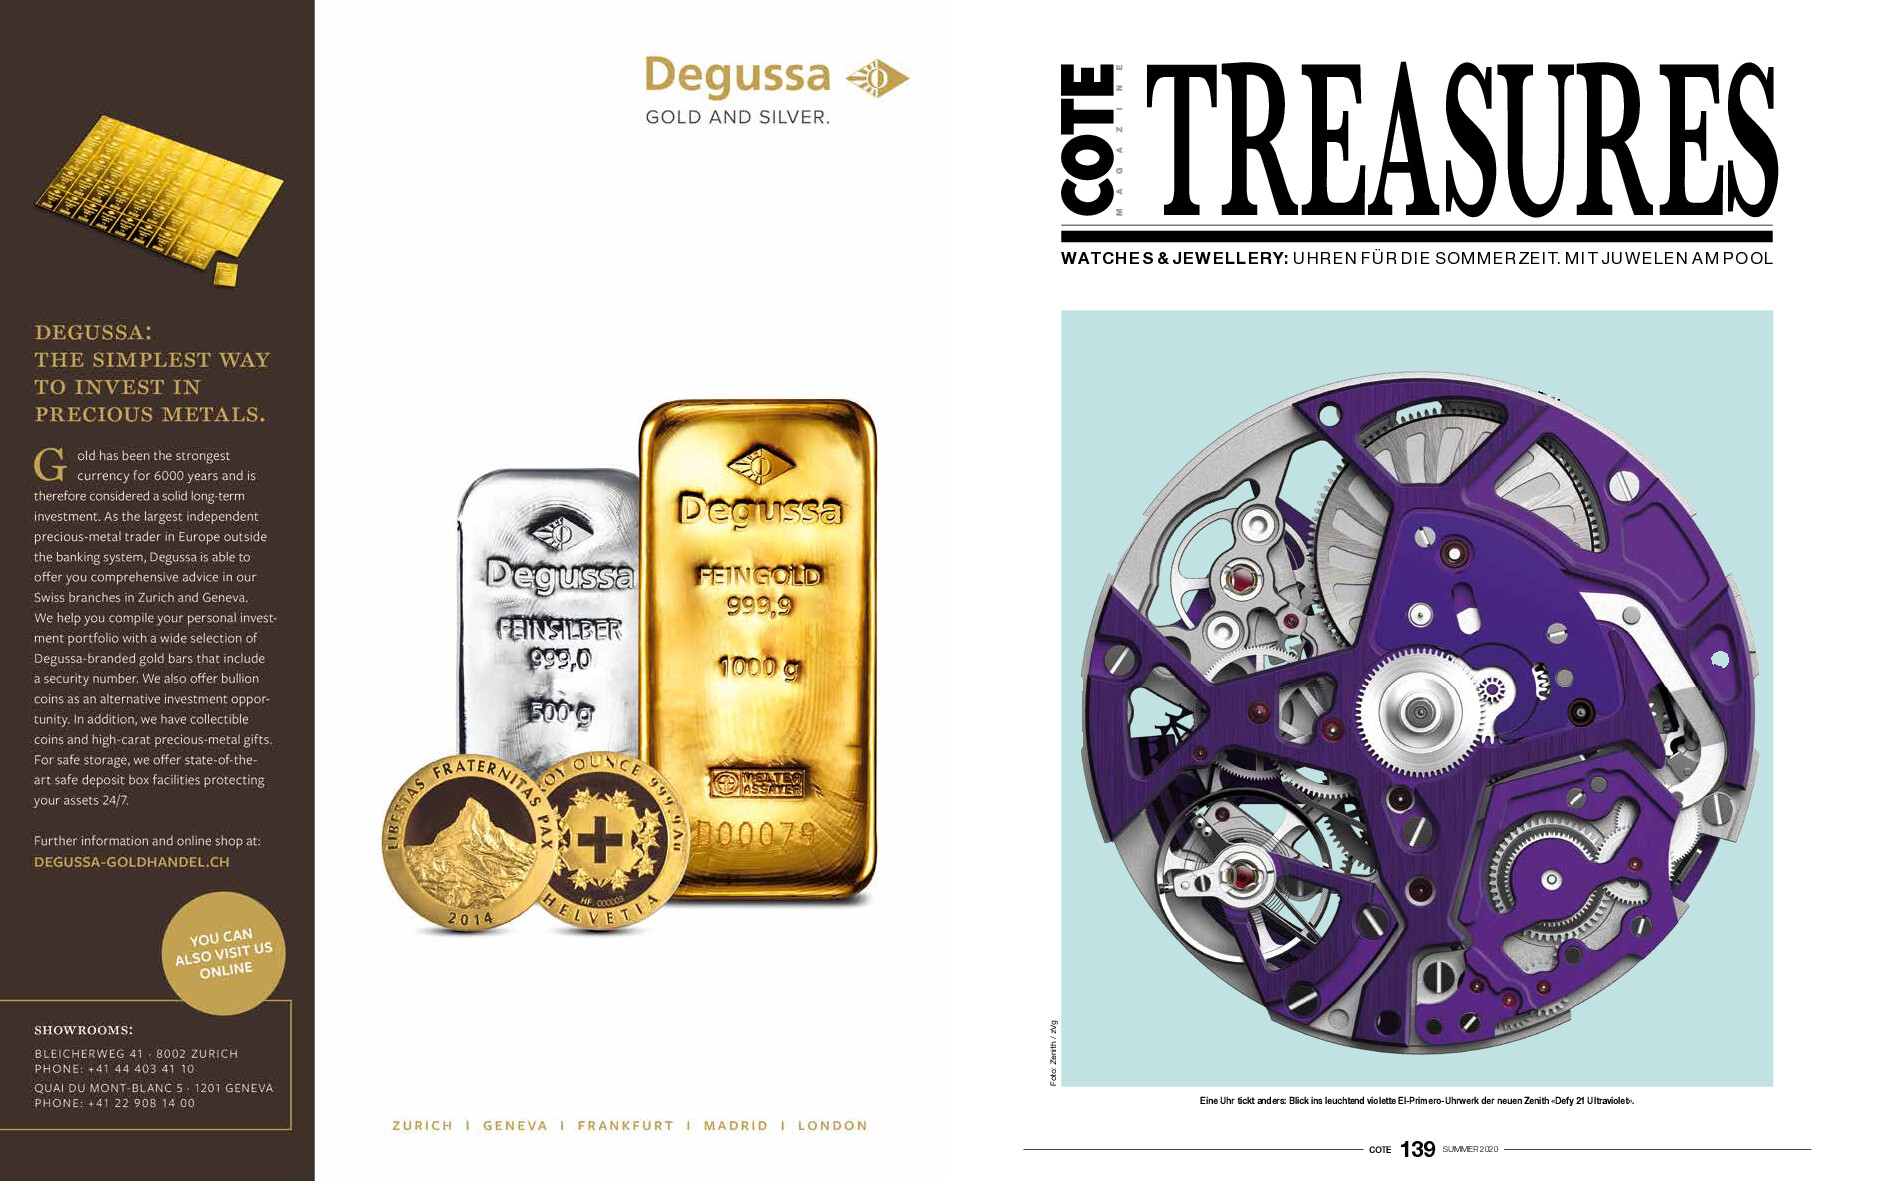 DEGUSSA:
THE SIMPLEST WAY
TO INVEST IN
PRECIOUS METALS.
Gold has been the strongest
currency for 6000 years and is
therefore considered a solid long-term
investment. As the largest independent
precious-metal trader in Europe outside
the banking system, Degussa is able to
offer you comprehensive advice in our
Swiss branches in Zurich and Geneva.
We help you compile your personal invest-
ment portfolio with a wide selection of
Degussa-branded gold bars that include
a security number. We also offer bullion
coins as an alternative investment oppor-
tunity. In addition, we have collectible
coins and high-carat precious-metal gifts.
For safe storage, we offer state-of-the-
art safe deposit box facilities protecting
your assets 24/7.
Further information and online shop at:
DEGUSSA-GOLDHANDEL.CH
YOU CAN
ALSO VISIT US
ONLINE
SHOWROOMS:
BLEICHERWEG 41 · 8002 ZURICH
PHONE: +41 44 403 41 10
QUAI DU MONT-BLANC 5 · 1201 GENEVA
PHONE: +41 22 908 14 00
Degussa
GOLD AND SILVER.
Degussa
FEINSILBER
999,0
500 g
Degussa
FEINGOLD
999,9
1000 g
MELTER
ASSAYER
D00079
LIBERTAS FRATERNITAS PAX
2014
OY OUNCE 999.9 Au
HF 000003
HELVETIA
ZURICH I GENEVA I FRANKFURT I MADRID I LONDON
COTE
MAGAZINE
TREASURES
WATCHES & JEWELLERY: UHREN FÜR DIE SOMMERZEIT. MIT JUWELEN AM POOL
Foto: Zenith / zVg
Eine Uhr tickt anders: Blick ins leuchtend violette El-Primero-Uhrwerk der neuen Zenith «Defy 21 Ultraviolet».
COTE 139 SUMMER 2020